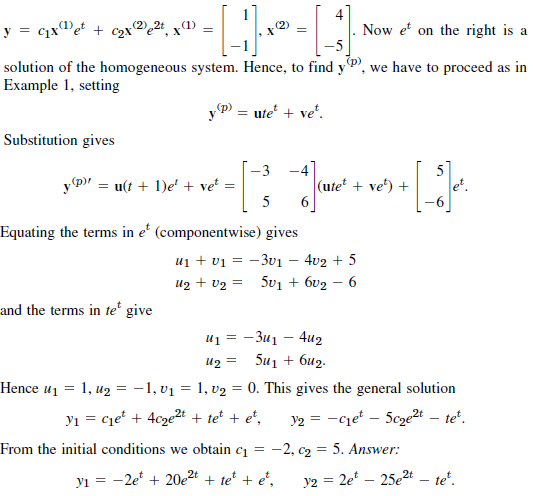 y = c₁x⁽¹⁾eᵗ + c₂x⁽²⁾e²ᵗ, x⁽¹⁾ = [1; −1], x⁽²⁾ = [4; −5]. Now eᵗ on the right is a
solution of the homogeneous system. Hence, to find y⁽ᵖ⁾, we have to proceed as in
Example 1, setting
y⁽ᵖ⁾ = uteᵗ + veᵗ.
Substitution gives
y⁽ᵖ⁾′ = u(t + 1)eᵗ + veᵗ = [−3 −4; 5 6](uteᵗ + veᵗ) + [5; −6]eᵗ.
Equating the terms in eᵗ (componentwise) gives
u₁ + v₁ = −3v₁ − 4v₂ + 5
u₂ + v₂ = 5v₁ + 6v₂ − 6
and the terms in teᵗ give
u₁ = −3u₁ − 4u₂
u₂ = 5u₁ + 6u₂.
Hence u₁ = 1, u₂ = −1, v₁ = 1, v₂ = 0. This gives the general solution
y₁ = c₁eᵗ + 4c₂e²ᵗ + teᵗ + eᵗ, y₂ = −c₁eᵗ − 5c₂e²ᵗ − teᵗ.
From the initial conditions we obtain c₁ = −2, c₂ = 5. Answer:
y₁ = −2eᵗ + 20e²ᵗ + teᵗ + eᵗ, y₂ = 2eᵗ − 25e²ᵗ − teᵗ.